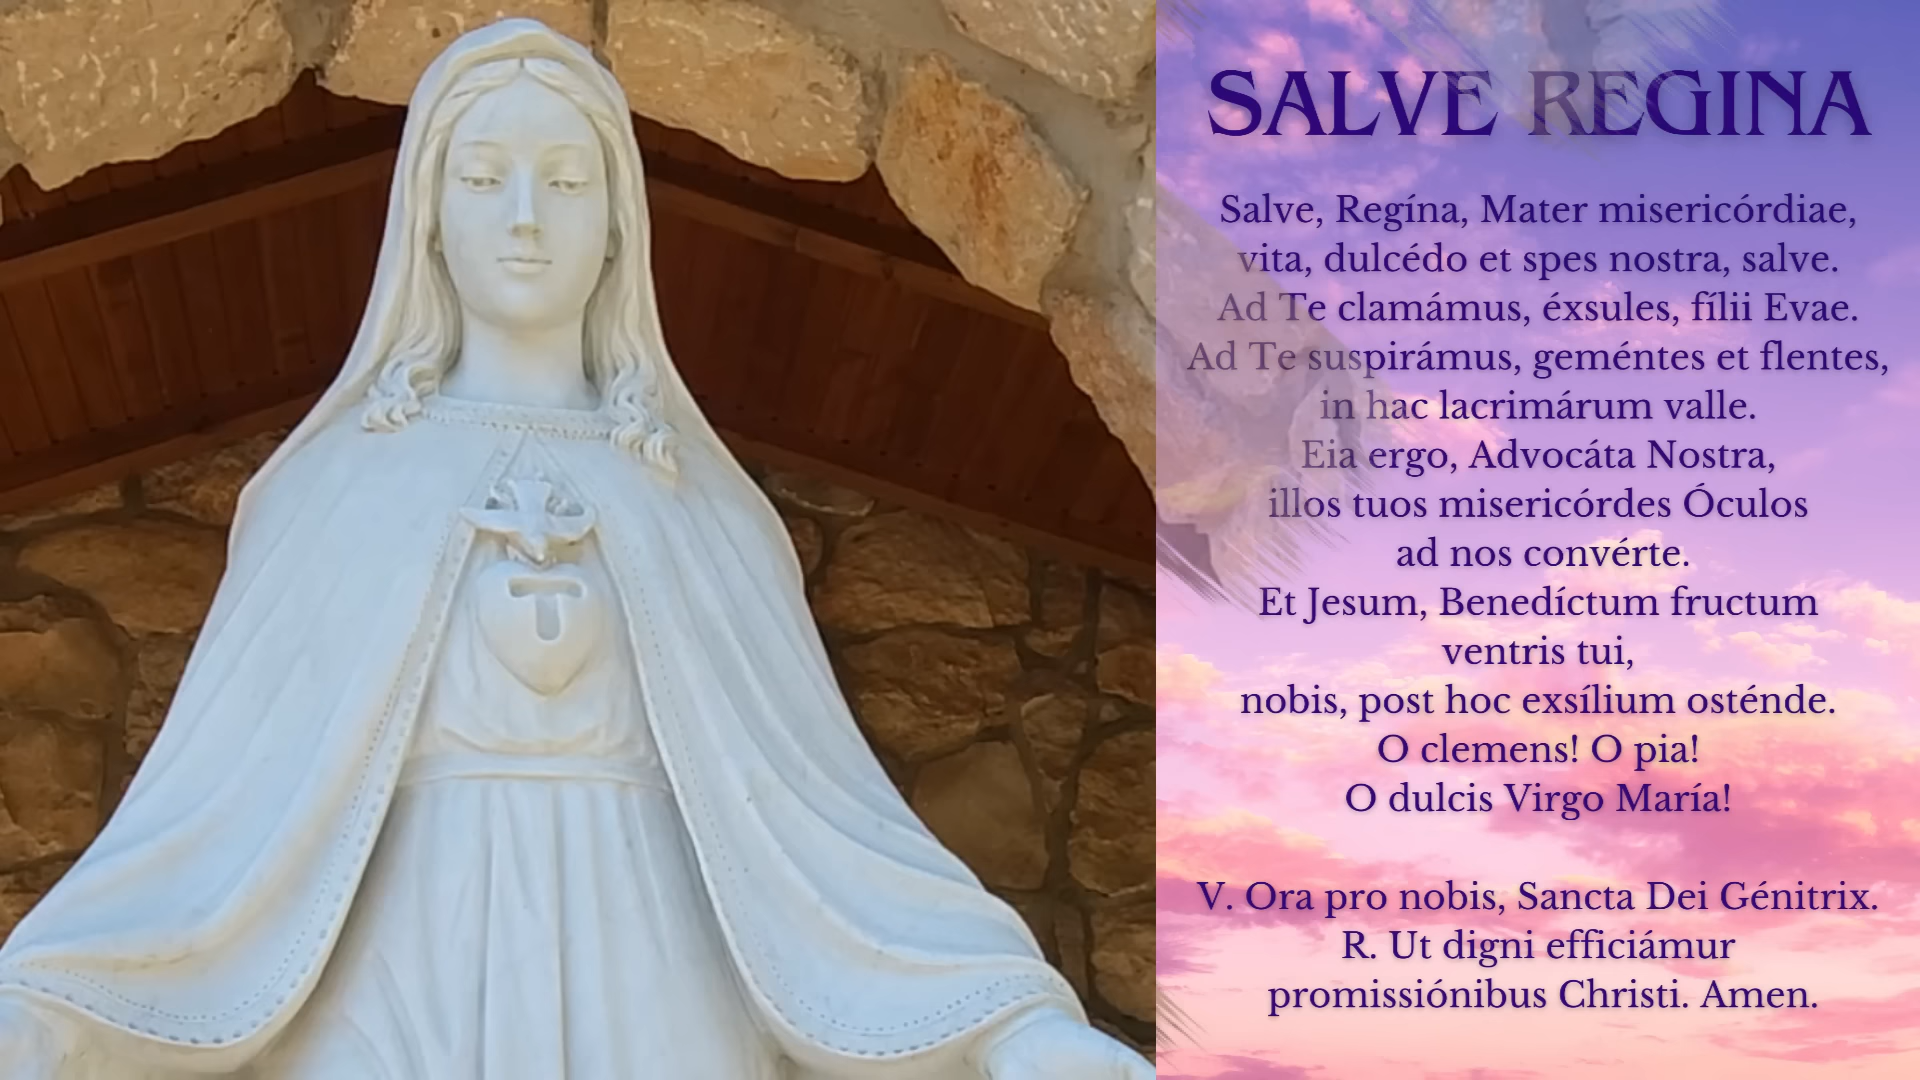 SALVE REGINA
Salve, Regína, Mater misericórdiae,
vita, dulcédo et spes nostra, salve.
Ad Te clamámus, éxsules, fílii Evae.
Ad Te suspirámus, geméntes et flentes,
in hac lacrimárum valle.
Eia ergo, Advocáta Nostra,
illos tuos misericórdes Óculos
ad nos convérte.
Et Jesum, Benedíctum fructum
ventris tui,
nobis, post hoc exsílium osténde.
O clemens! O pia!
O dulcis Virgo María!
V. Ora pro nobis, Sancta Dei Génitrix.
R. Ut digni efficiámur
promissiónibus Christi. Amen.